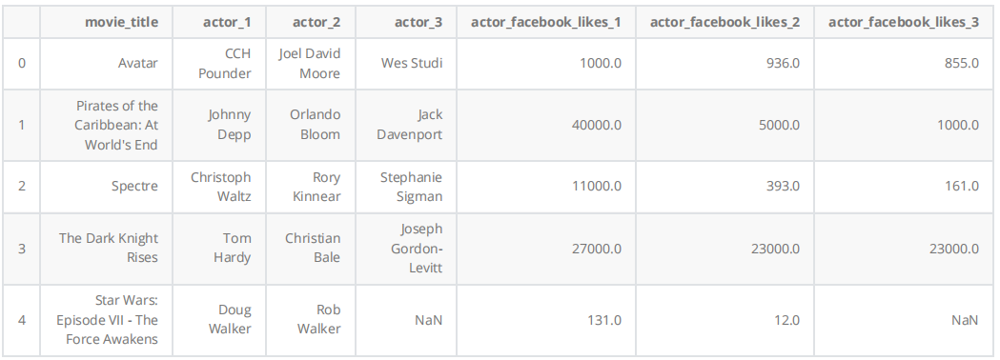 movie_title actor_1 actor_2 actor_3 actor_facebook_likes_1 actor_facebook_likes_2 actor_facebook_likes_3
0 Avatar CCH Pounder Joel David Moore Wes Studi 1000.0 936.0 855.0
1 Pirates of the Caribbean: At World's End Johnny Depp Orlando Bloom Jack Davenport 40000.0 5000.0 1000.0
2 Spectre Christoph Waltz Rory Kinnear Stephanie Sigman 11000.0 393.0 161.0
3 The Dark Knight Rises Tom Hardy Christian Bale Joseph Gordon-Levitt 27000.0 23000.0 23000.0
4 Star Wars: Episode VII - The Force Awakens Doug Walker Rob Walker NaN 131.0 12.0 NaN